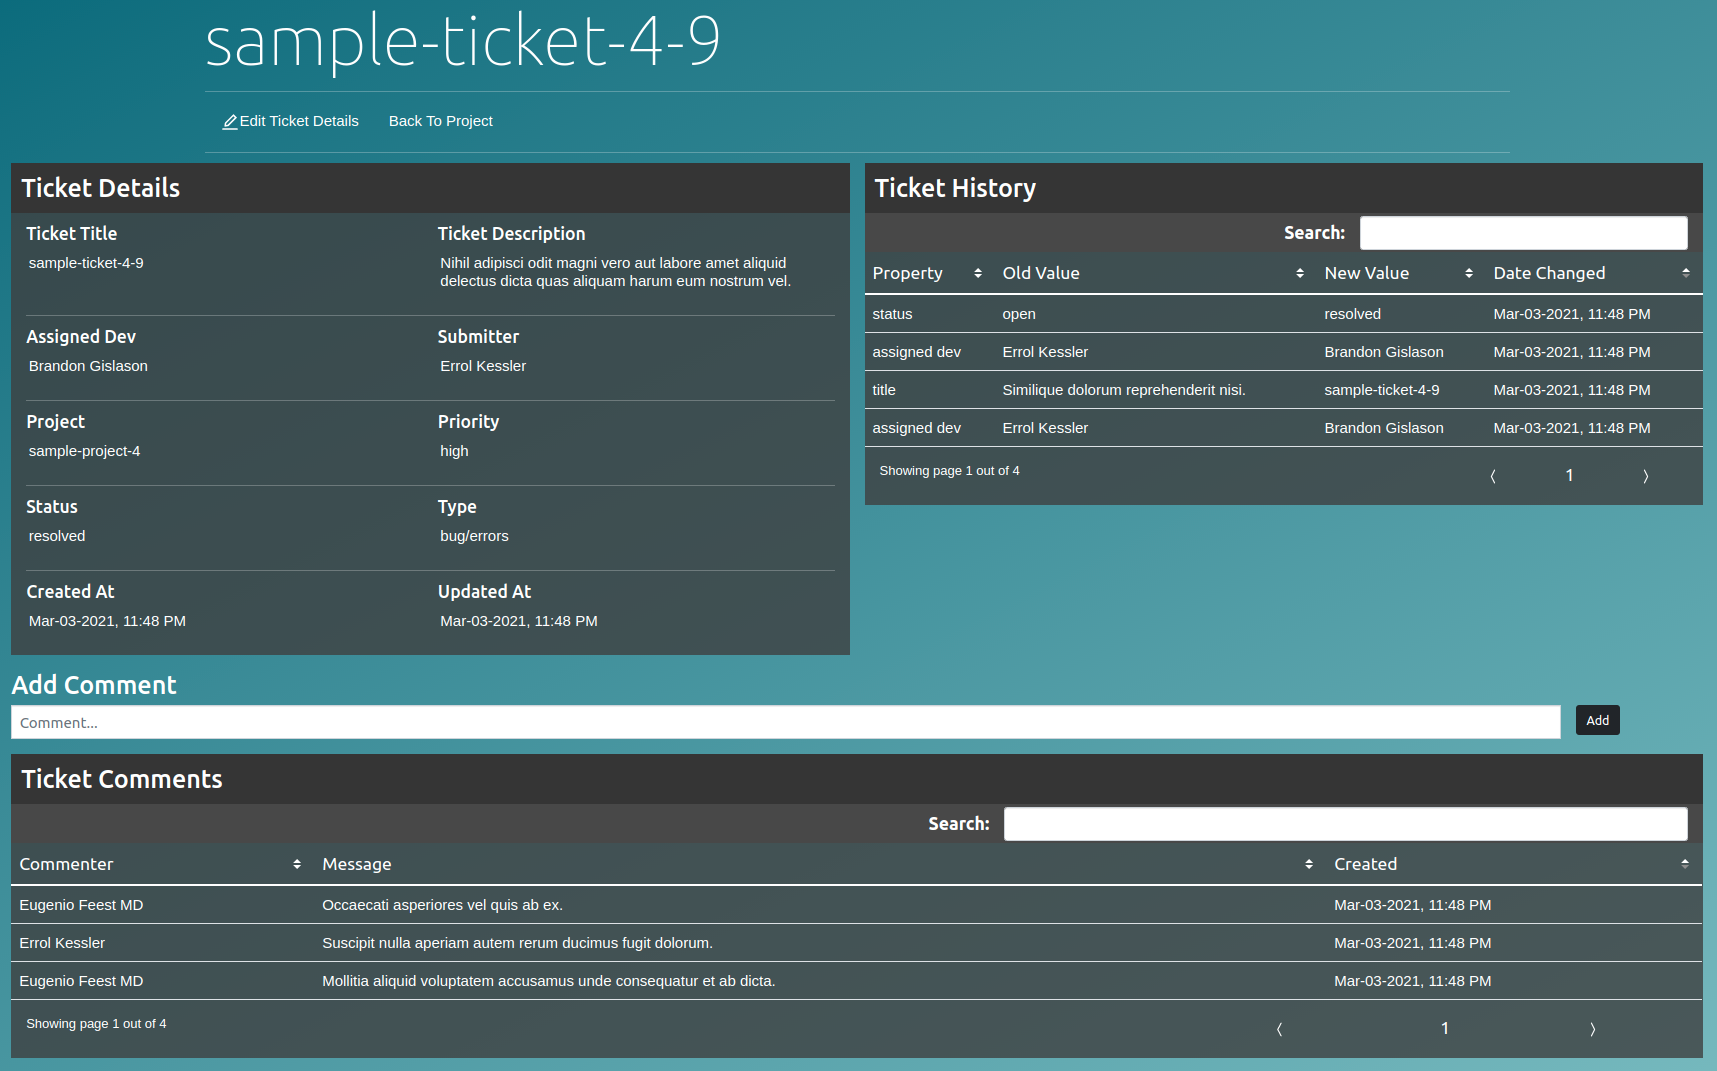 sample-ticket-4-9
Edit Ticket Details Back To Project
Ticket Details
Ticket Title Ticket Description
sample-ticket-4-9 Nihil adipisci odit magni vero aut labore amet aliquid
delectus dicta quas aliquam harum eum nostrum vel.
Assigned Dev Submitter
Brandon Gislason Errol Kessler
Project Priority
sample-project-4 high
Status Type
resolved bug/errors
Created At Updated At
Mar-03-2021, 11:48 PM Mar-03-2021, 11:48 PM
Ticket History
Search:
Property Old Value New Value Date Changed
status open resolved Mar-03-2021, 11:48 PM
assigned dev Errol Kessler Brandon Gislason Mar-03-2021, 11:48 PM
title Similique dolorum reprehenderit nisi. sample-ticket-4-9 Mar-03-2021, 11:48 PM
assigned dev Errol Kessler Brandon Gislason Mar-03-2021, 11:48 PM
Showing page 1 out of 4 〈 1 〉
Add Comment
Comment... Add
Ticket Comments
Search:
Commenter Message Created
Eugenio Feest MD Occaecati asperiores vel quis ab ex. Mar-03-2021, 11:48 PM
Errol Kessler Suscipit nulla aperiam autem rerum ducimus fugit dolorum. Mar-03-2021, 11:48 PM
Eugenio Feest MD Mollitia aliquid voluptatem accusamus unde consequatur et ab dicta. Mar-03-2021, 11:48 PM
Showing page 1 out of 4 〈 1 〉